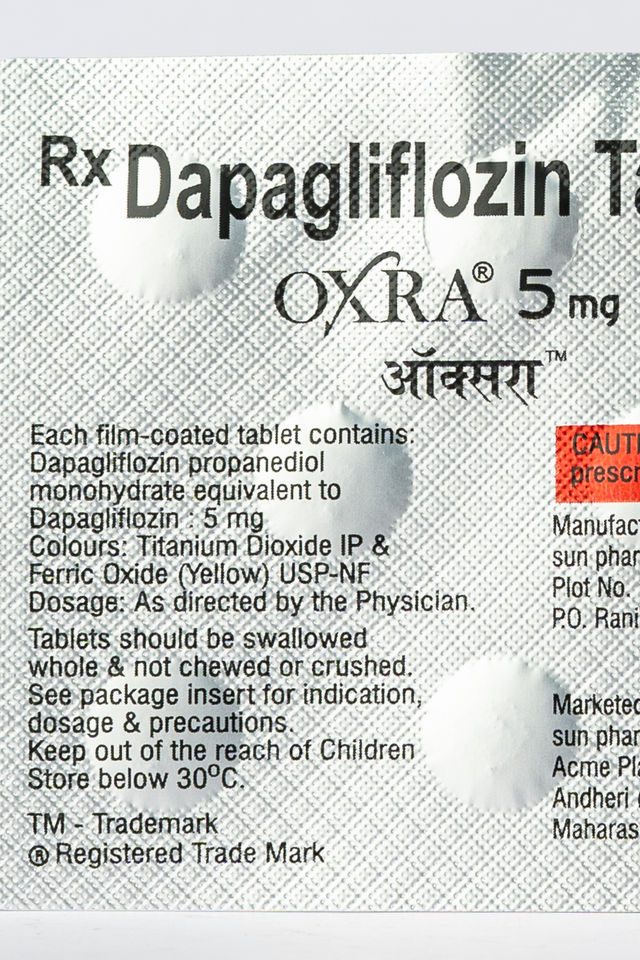 Rx Dapagliflozin Ta
OXRA® 5 mg
ऑक्सरा™
Each film-coated tablet contains:
Dapagliflozin propanediol
monohydrate equivalent to
Dapagliflozin : 5 mg
Colours: Titanium Dioxide IP &
Ferric Oxide (Yellow) USP-NF
Dosage: As directed by the Physician.
Tablets should be swallowed
whole & not chewed or crushed.
See package insert for indication,
dosage & precautions.
Keep out of the reach of Children
Store below 30°C.
TM - Trademark
® Registered Trade Mark
CAUTI
prescr
Manufac
sun phar
Plot No.
P.O. Rani
Marketed
sun phar
Acme Pla
Andheri
Maharas